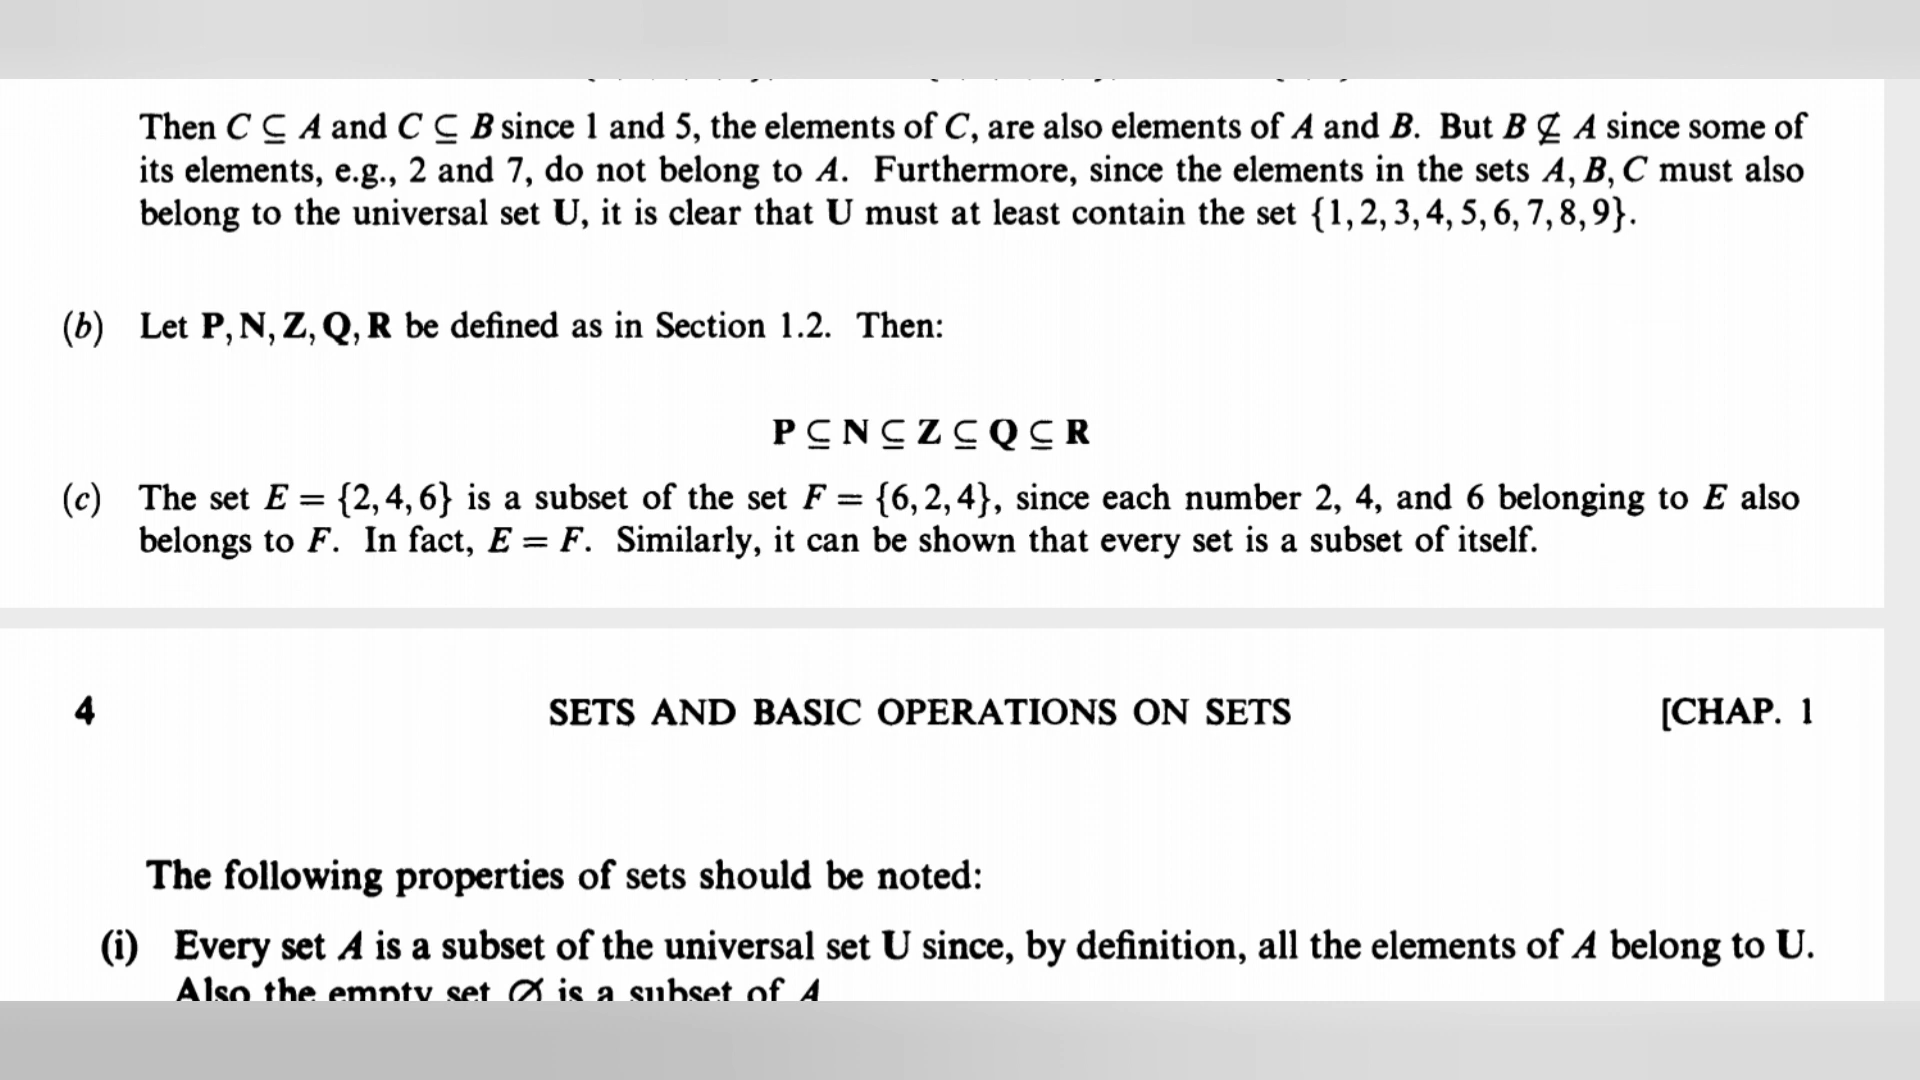 Then C ⊆ A and C ⊆ B since 1 and 5, the elements of C, are also elements of A and B. But B ⊈ A since some of
its elements, e.g., 2 and 7, do not belong to A. Furthermore, since the elements in the sets A, B, C must also
belong to the universal set U, it is clear that U must at least contain the set {1, 2, 3, 4, 5, 6, 7, 8, 9}.
(b) Let P, N, Z, Q, R be defined as in Section 1.2. Then:
P ⊆ N ⊆ Z ⊆ Q ⊆ R
(c) The set E = {2, 4, 6} is a subset of the set F = {6, 2, 4}, since each number 2, 4, and 6 belonging to E also
belongs to F. In fact, E = F. Similarly, it can be shown that every set is a subset of itself.
4 SETS AND BASIC OPERATIONS ON SETS [CHAP. 1
The following properties of sets should be noted:
(i) Every set A is a subset of the universal set U since, by definition, all the elements of A belong to U.
Also the empty set ∅ is a subset of A